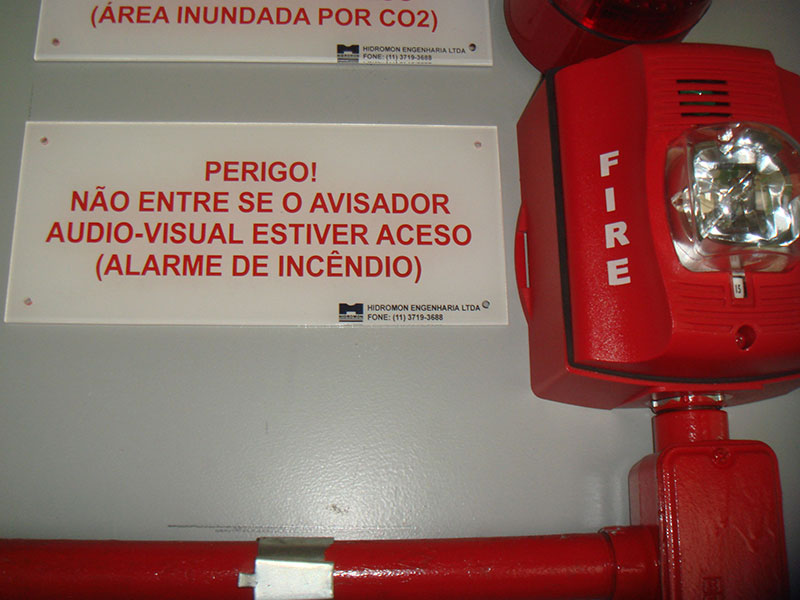 (ÁREA INUNDADA POR CO2)
HIDROMON ENGENHARIA LTDA
FONE: (11) 3719-3688
PERIGO!
NÃO ENTRE SE O AVISADOR
AUDIO-VISUAL ESTIVER ACESO
(ALARME DE INCÊNDIO)
HIDROMON
HIDROMON ENGENHARIA LTDA
FONE: (11) 3719-3688
FIRE
15